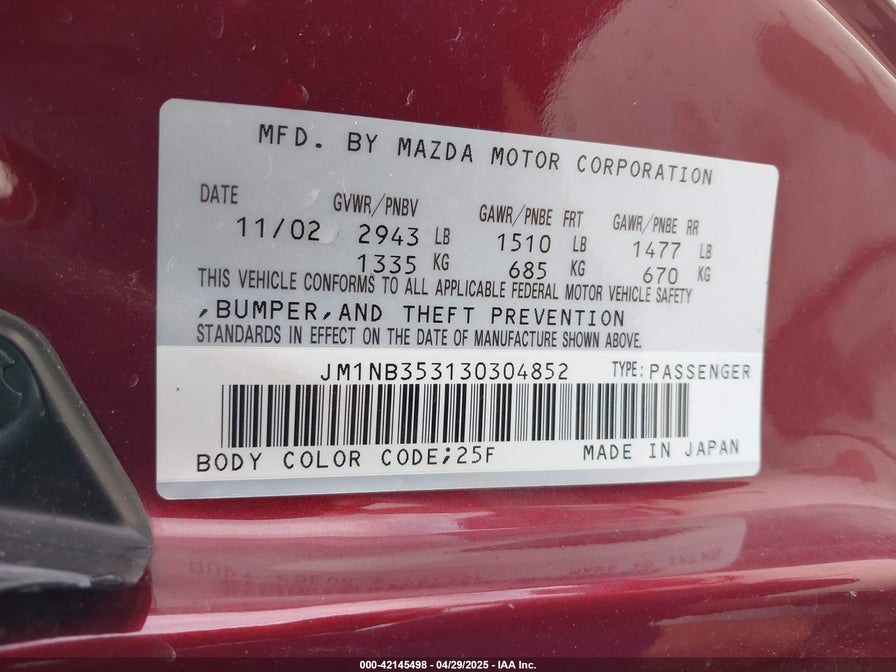 MFD. BY MAZDA MOTOR CORPORATION
DATE GVWR/PNBV GAWR/PNBE FRT GAWR/PNBE RR
11/02 2943 LB 1510 LB 1477 LB
1335 KG 685 KG 670 KG
THIS VEHICLE CONFORMS TO ALL APPLICABLE FEDERAL MOTOR VEHICLE SAFETY
,BUMPER,AND THEFT PREVENTION
STANDARDS IN EFFECT ON THE DATE OF MANUFACTURE SHOWN ABOVE.
JM1NB353130304852 TYPE:PASSENGER
BODY COLOR CODE;25F MADE IN JAPAN
000-42145498 - 04/29/2025 - IAA Inc.